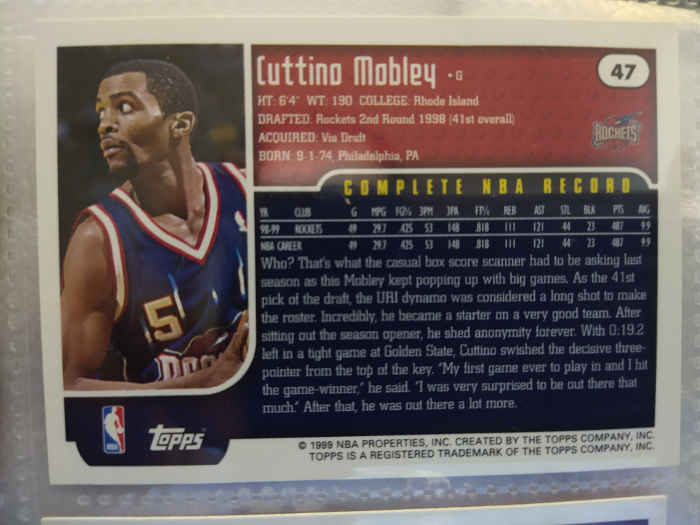 Cuttino Mobley • G
47
HT: 6'4" WT: 190 COLLEGE: Rhode Island
DRAFTED: Rockets 2nd Round 1998 (41st overall)
ACQUIRED: Via Draft
BORN: 9-1-74, Philadelphia, PA
ROCKETS
COMPLETE NBA RECORD
YR CLUB G MPG FG% 3PM 3PA FT% REB AST STL BLK PTS AVG
98-99 ROCKETS 49 29.7 .425 53 148 .818 111 121 44 23 487 9.9
NBA CAREER 49 29.7 .425 53 148 .818 111 121 44 23 487 9.9
Who? That's what the casual box score scanner had to be asking last
season as this Mobley kept popping up with big games. As the 41st
pick of the draft, the URI dynamo was considered a long shot to make
the roster. Incredibly, he became a starter on a very good team. After
sitting out the season opener, he shed anonymity forever. With 0:19.2
left in a tight game at Golden State, Cuttino swished the decisive three-
pointer from the top of the key. "My first game ever to play in and I hit
the game-winner," he said. "I was very surprised to be out there that
much." After that, he was out there a lot more.
5
NBA
Topps
© 1999 NBA PROPERTIES, INC. CREATED BY THE TOPPS COMPANY, INC.
TOPPS IS A REGISTERED TRADEMARK OF THE TOPPS COMPANY, INC.